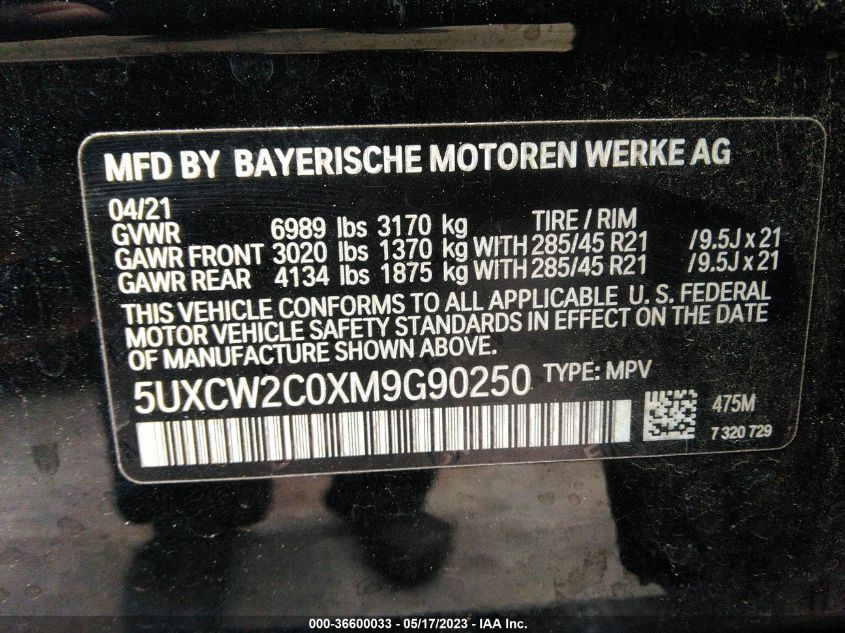 MFD BY BAYERISCHE MOTOREN WERKE AG
04/21 TIRE / RIM
GVWR 6989 lbs 3170 kg
GAWR FRONT 3020 lbs 1370 kg WITH 285/45 R21 /9.5J x 21
GAWR REAR 4134 lbs 1875 kg WITH 285/45 R21 /9.5J x 21
THIS VEHICLE CONFORMS TO ALL APPLICABLE U. S. FEDERAL
MOTOR VEHICLE SAFETY STANDARDS IN EFFECT ON THE DATE
OF MANUFACTURE SHOWN ABOVE.
5UXCW2C0XM9G90250 TYPE: MPV
475M
7 320 729
000-36600033 - 05/17/2023 - IAA Inc.